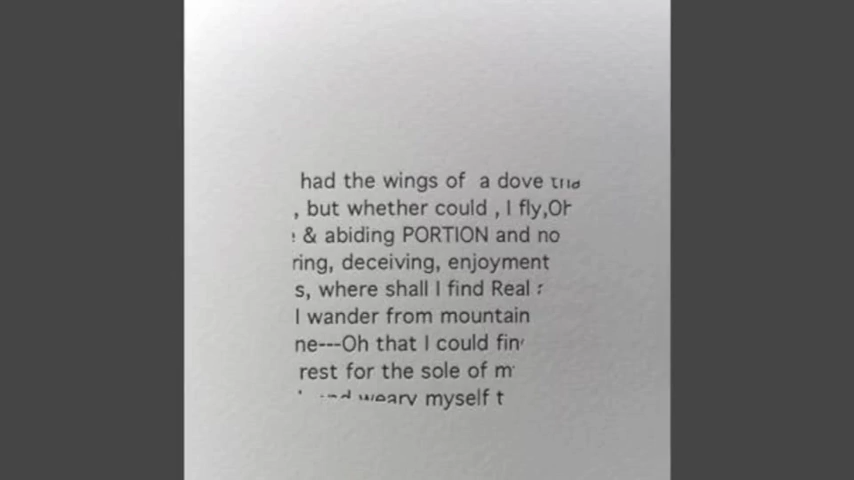 had the wings of a dove
, but whether could , I fly,Oh
& abiding PORTION and no
ring, deceiving, enjoyment
s, where shall I find Real
I wander from mountain
ne---Oh that I could fin
rest for the sole of m
weary myself t